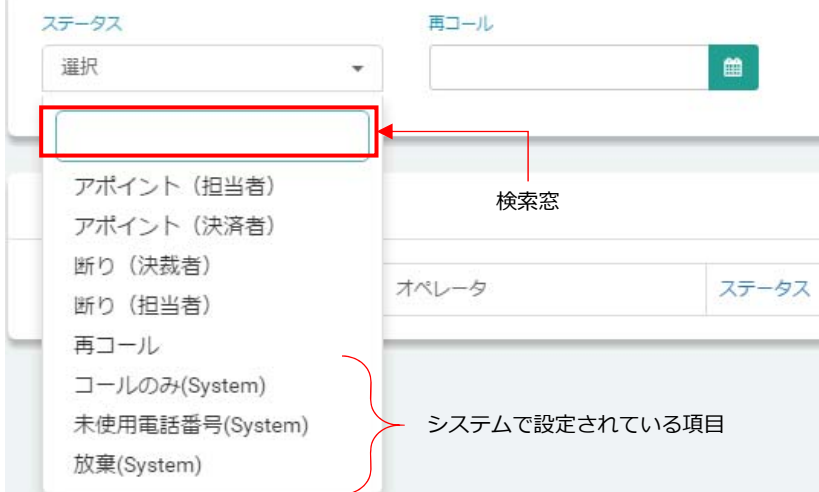 ステータス
再コール
選択
検索窓
アポイント（担当者）
アポイント（決済者）
断り（決裁者）
断り（担当者）
再コール
コールのみ(System)
未使用電話番号(System)
放棄(System)
オペレータ
ステータス
システムで設定されている項目